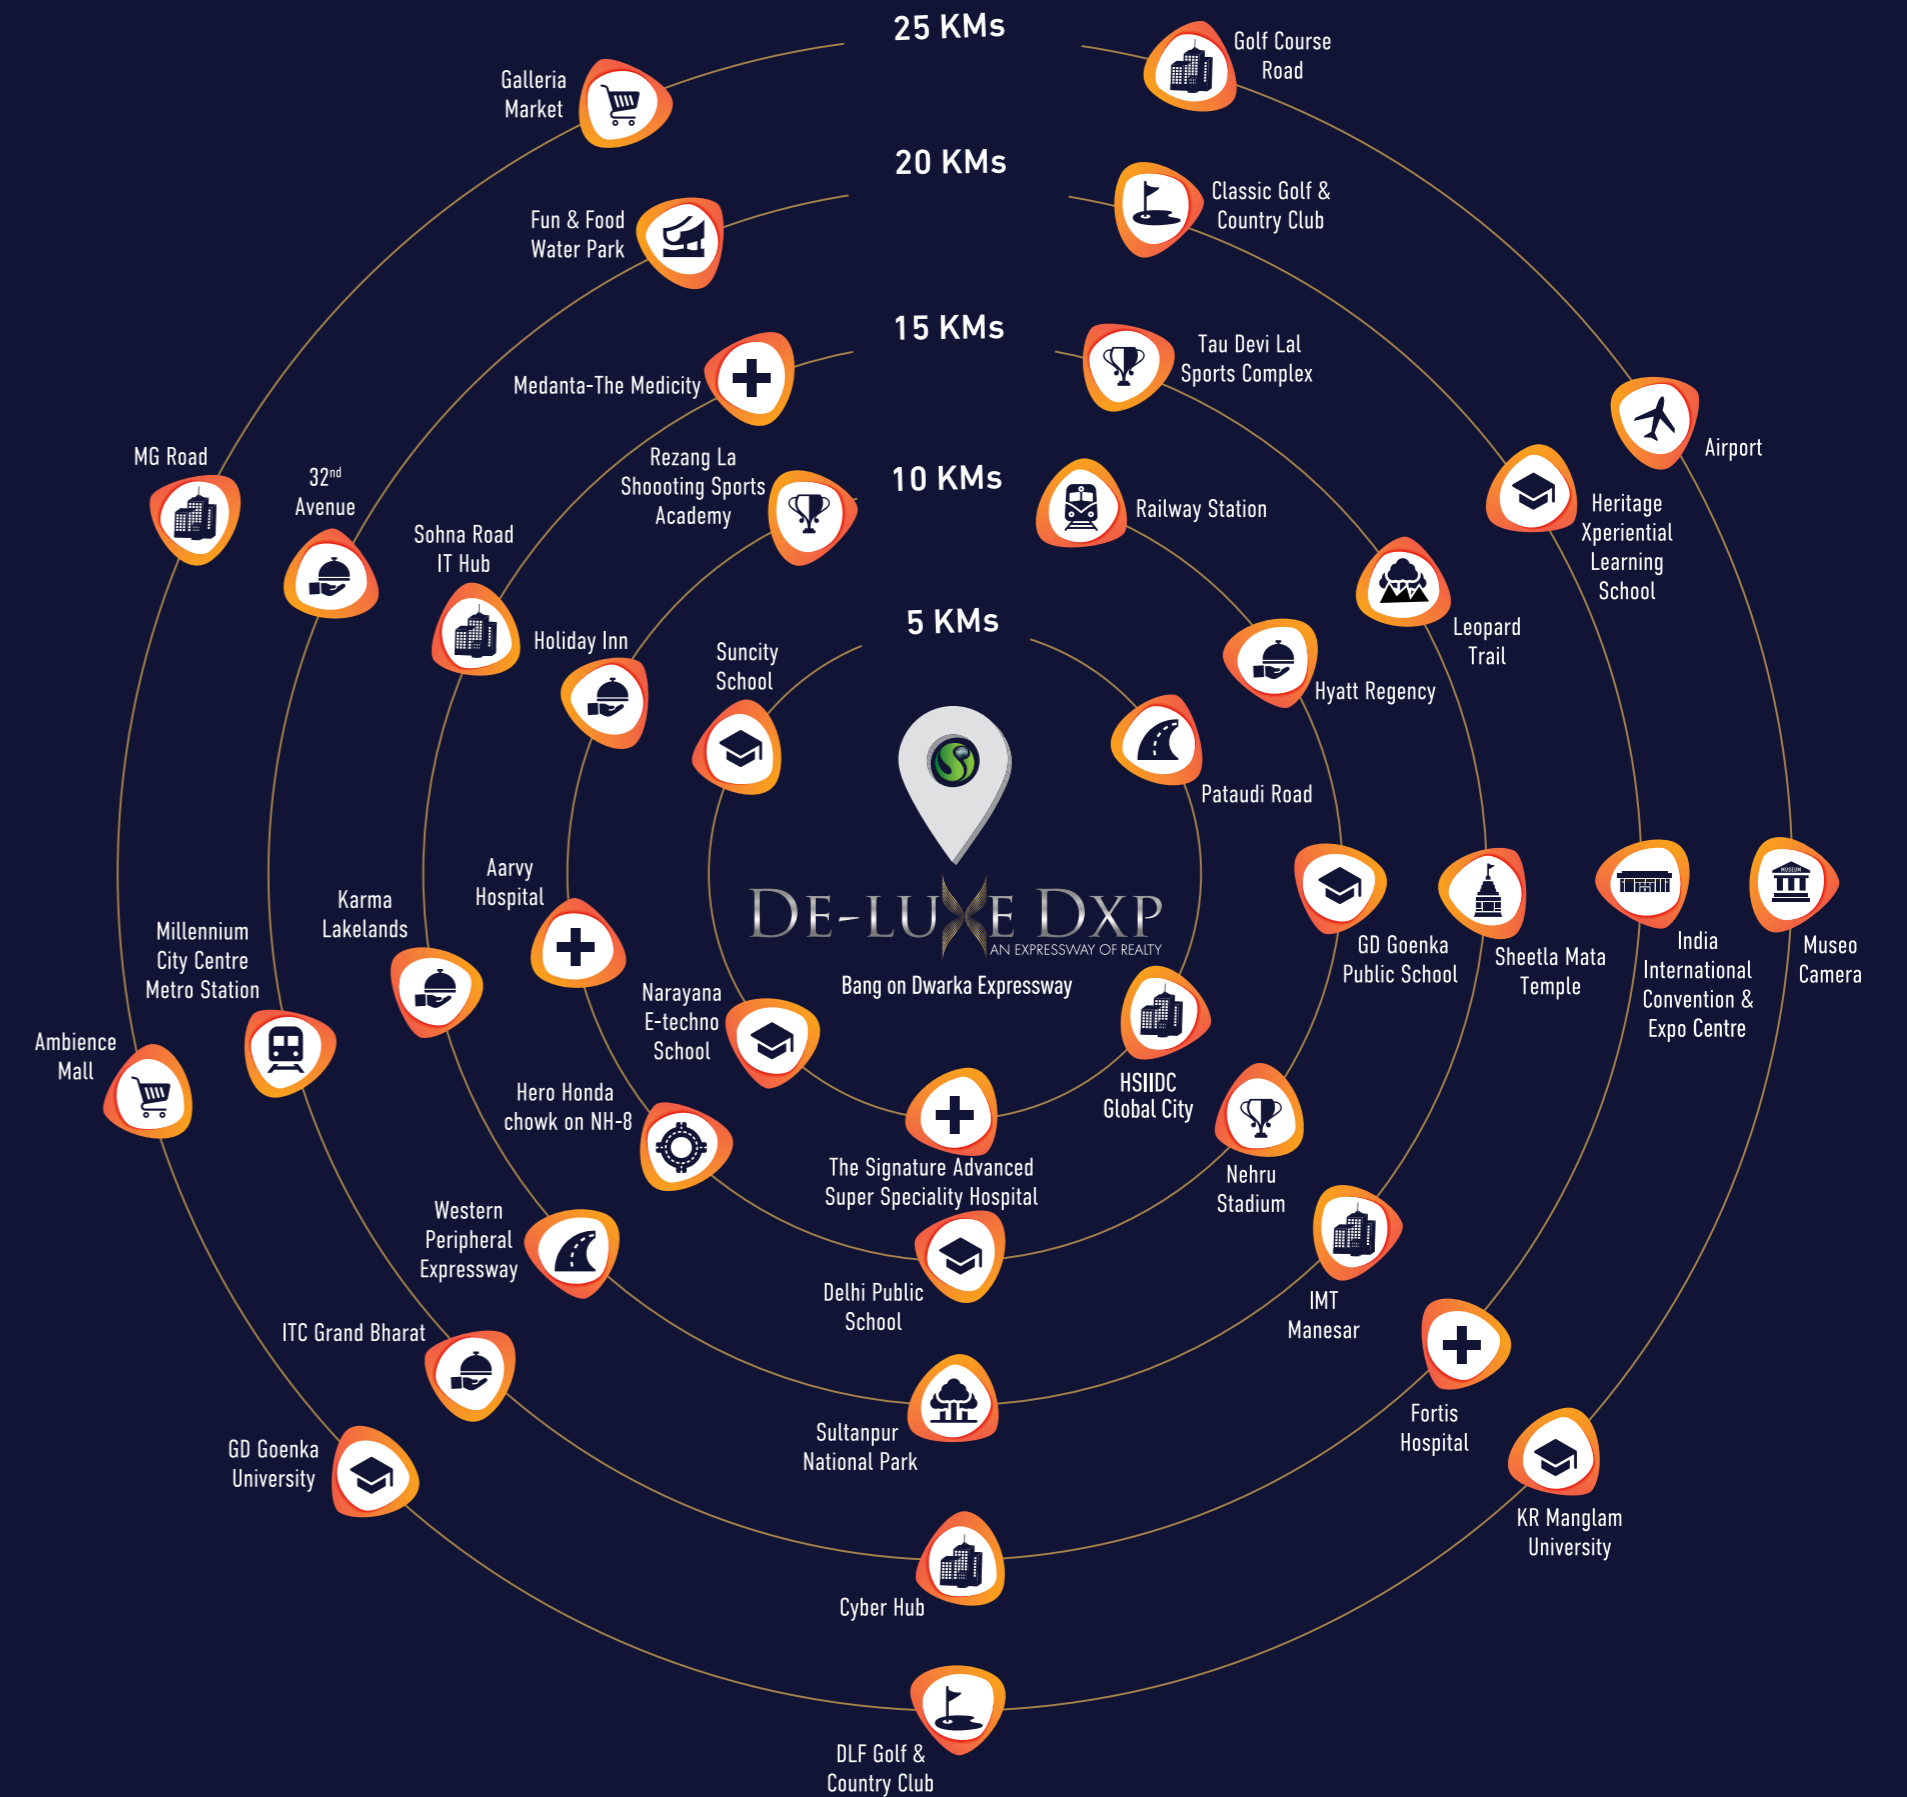 25 KMs
Golf Course
Road
Galleria
Market
20 KMs
Classic Golf &
Country Club
Fun & Food
Water Park
15 KMs
Tau Devi Lal
Sports Complex
Medanta-The Medicity
Airport
MG Road
32nd
Avenue
Rezang La
Shoooting Sports
Academy
10 KMs
Railway Station
Heritage
Xperiential
Learning
School
Sohna Road
IT Hub
Leopard
Trail
Holiday Inn
5 KMs
Suncity
School
Hyatt Regency
Pataudi Road
Aarvy
Hospital
DE-LUXE DXP
AN EXPRESSWAY OF REALTY
Bang on Dwarka Expressway
MUSEUM
GD Goenka
Public School
Sheetla Mata
Temple
India
International
Convention &
Expo Centre
Museo
Camera
Karma
Lakelands
Millennium
City Centre
Metro Station
Narayana
E-techno
School
Ambience
Mall
HSIIDC
Global City
Hero Honda
chowk on NH-8
The Signature Advanced
Super Speciality Hospital
Nehru
Stadium
Western
Peripheral
Expressway
Delhi Public
School
IMT
Manesar
ITC Grand Bharat
Sultanpur
National Park
Fortis
Hospital
GD Goenka
University
KR Manglam
University
Cyber Hub
DLF Golf &
Country Club